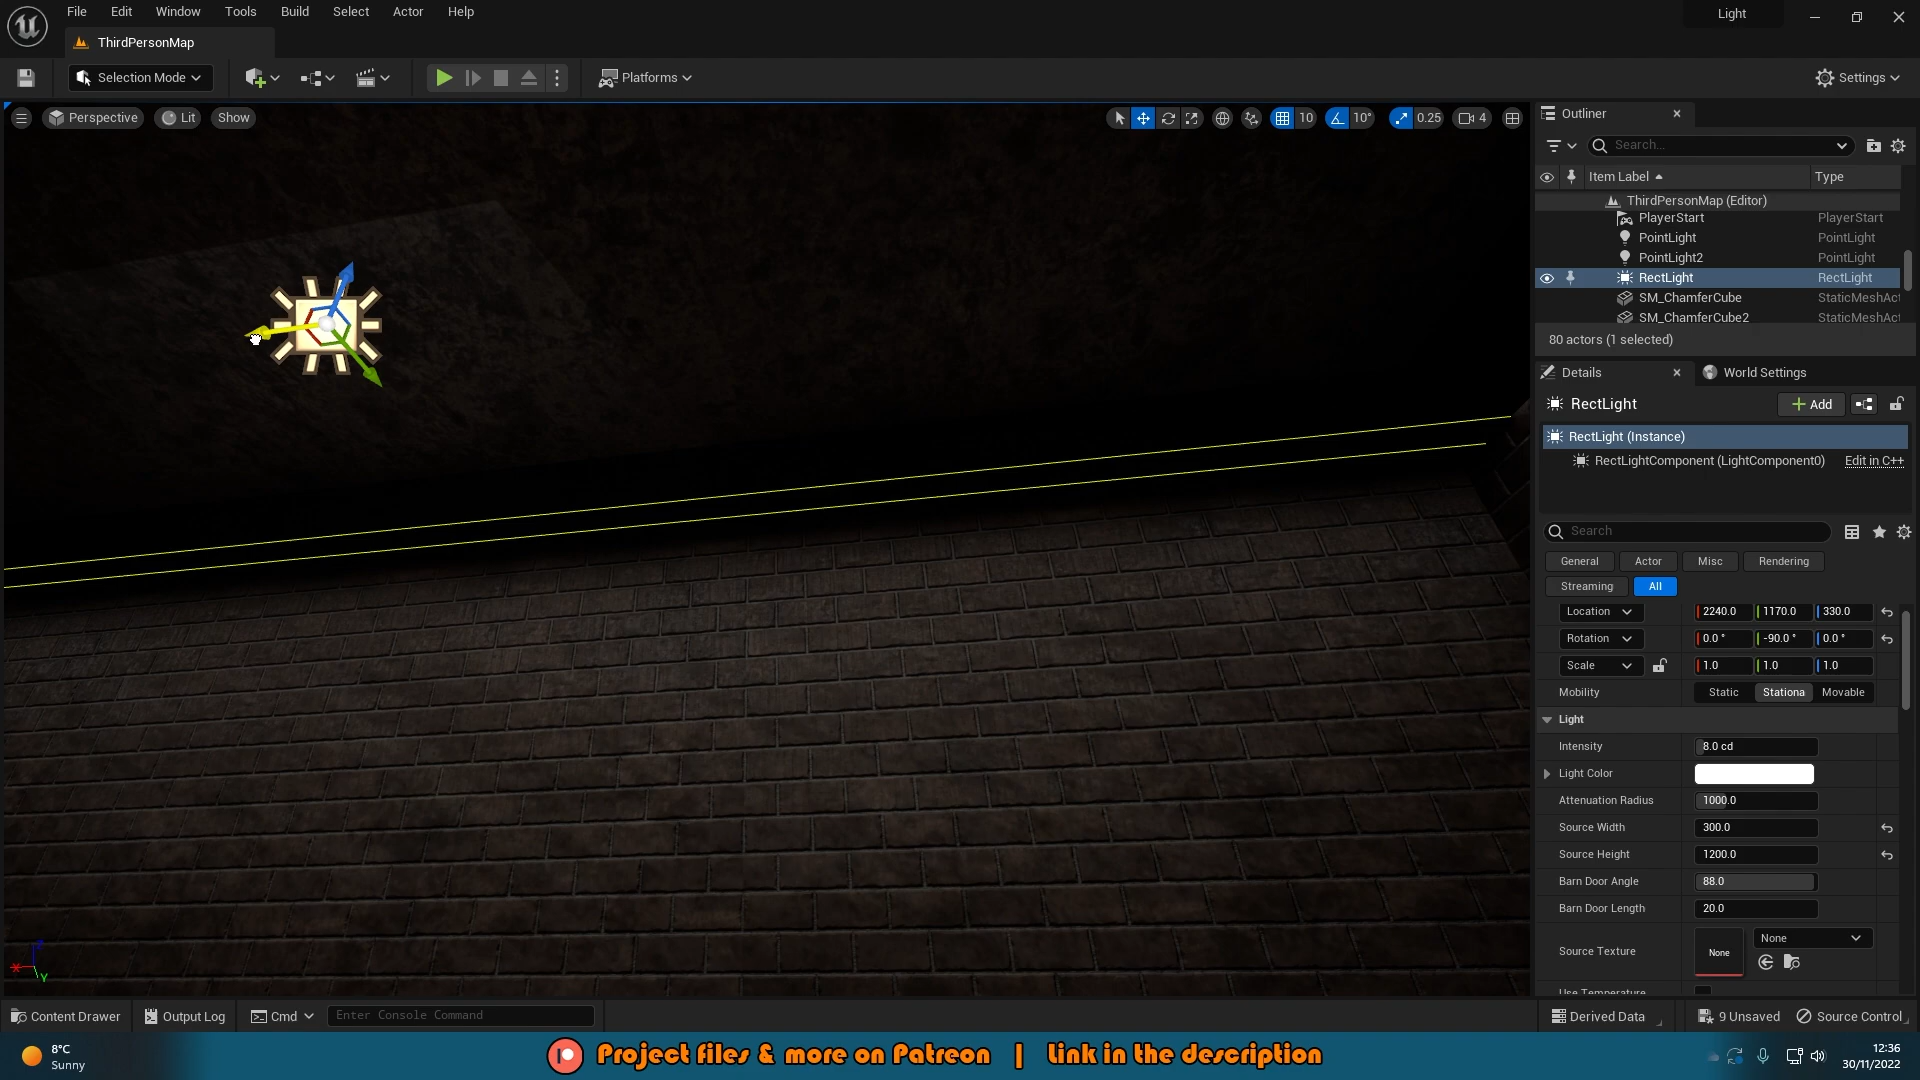 File Edit Window Tools Build Select Actor Help
Light
ThirdPersonMap
Selection Mode
Platforms
Settings
Perspective Lit Show
10 10° 0.25 4
Outliner
Search...
Item Label Type
ThirdPersonMap (Editor)
PlayerStart PlayerStart
PointLight PointLight
PointLight2 PointLight
RectLight RectLight
SM_ChamferCube StaticMeshAct
SM_ChamferCube2 StaticMeshAct
80 actors (1 selected)
Details World Settings
RectLight Add
RectLight (Instance)
RectLightComponent (LightComponent0) Edit in C++
Search
General Actor Misc Rendering
Streaming All
Location 2240.0 1170.0 330.0
Rotation 0.0 ° -90.0 ° 0.0 °
Scale 1.0 1.0 1.0
Mobility Static Stationa Movable
Light
Intensity 8.0 cd
Light Color
Attenuation Radius 1000.0
Source Width 300.0
Source Height 1200.0
Barn Door Angle 88.0
Barn Door Length 20.0
Source Texture None None
Use Temperature
Z
X Y
Content Drawer Output Log Cmd Enter Console Command
Derived Data 9 Unsaved Source Control
8°C
Sunny
Project files & more on Patreon | Link in the description
12:36
30/11/2022